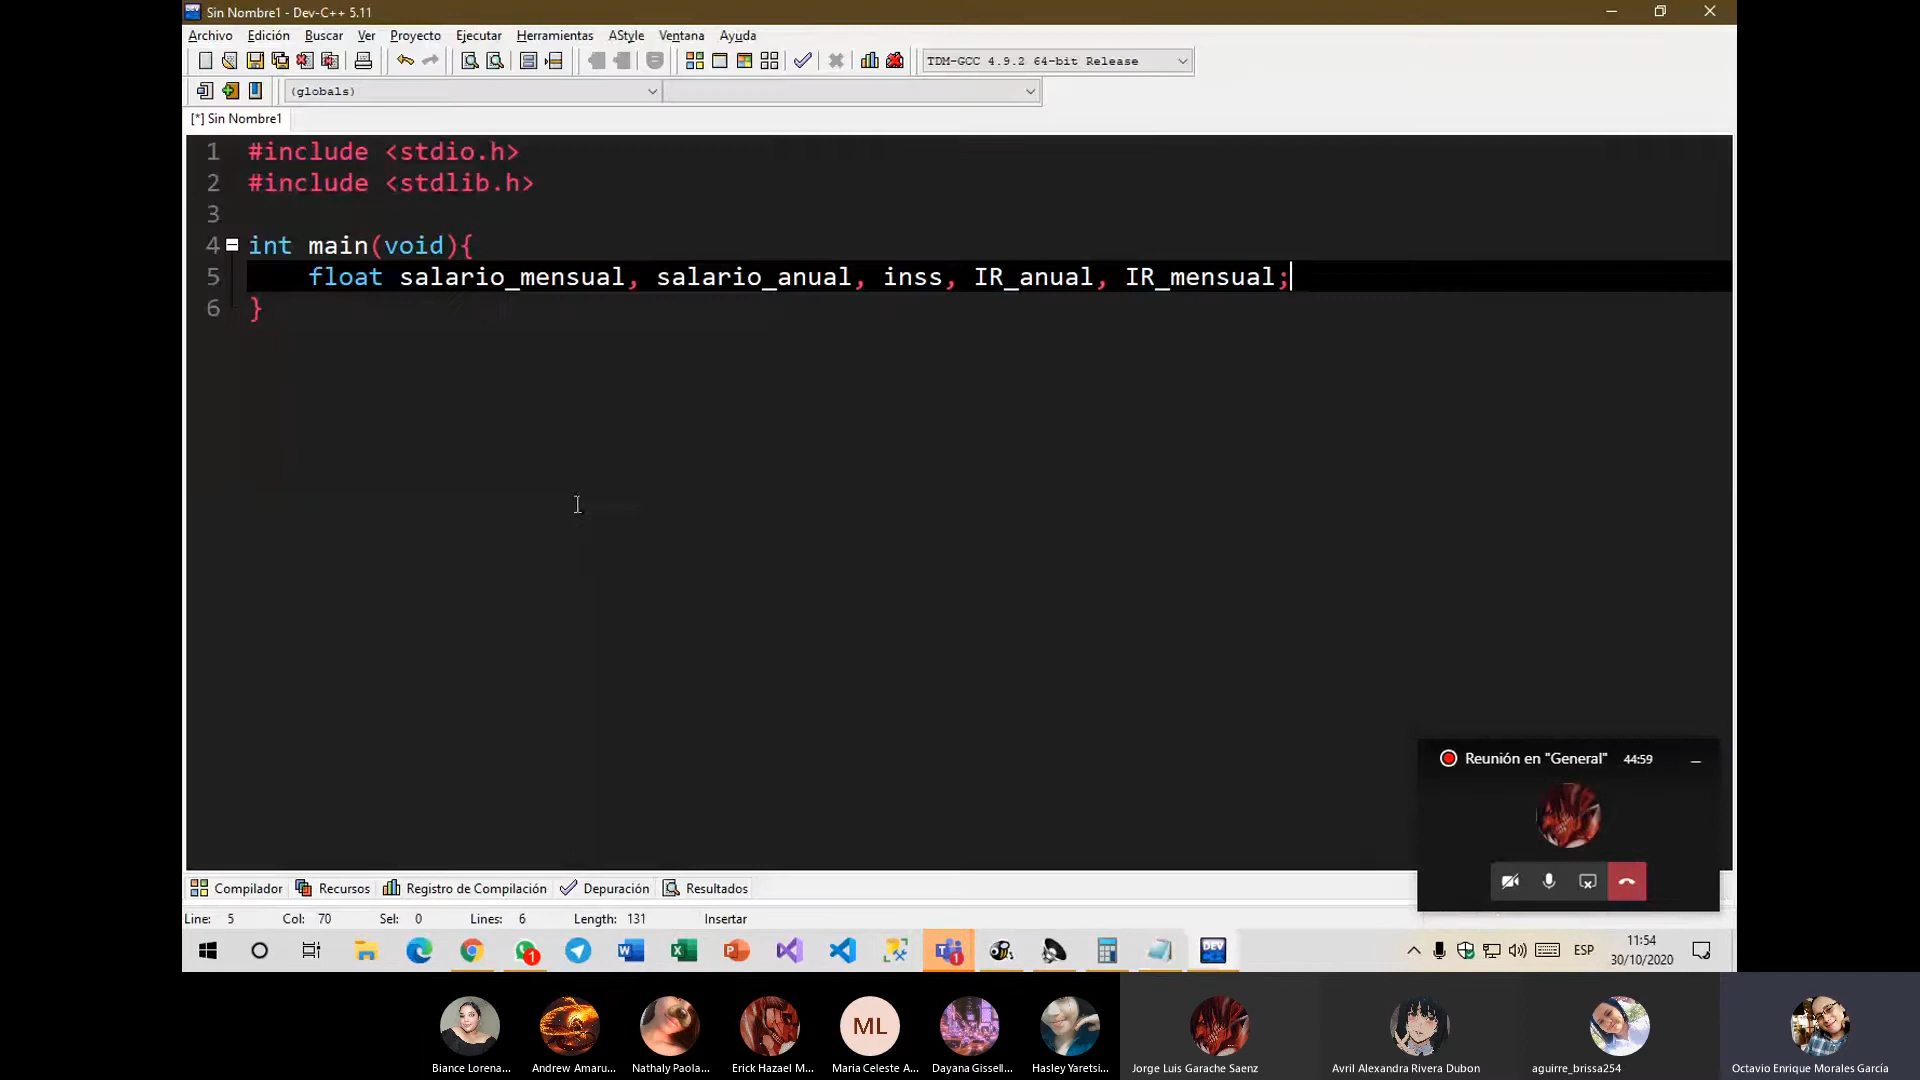 Sin Nombre1 - Dev-C++ 5.11
Archivo Edición Buscar Ver Proyecto Ejecutar Herramientas AStyle Ventana Ayuda
TDM-GCC 4.9.2 64-bit Release
(globals)
[*] Sin Nombre1
1 #include <stdio.h>
2 #include <stdlib.h>
3
4 int main(void){
5 float salario_mensual, salario_anual, inss, IR_anual, IR_mensual;
6 }
Reunión en "General" 44:59
Compilador Recursos Registro de Compilación Depuración Resultados
Line: 5 Col: 70 Sel: 0 Lines: 6 Length: 131 Insertar
1 1 DEV ESP 11:54
30/10/2020
ML
Biance Lorena... Andrew Amaru... Nathaly Paola... Erick Hazael M... Maria Celeste A... Dayana Gissell... Hasley Yaretsi... Jorge Luis Garache Saenz Avril Alexandra Rivera Dubon aguirre_brissa254 Octavio Enrique Morales García